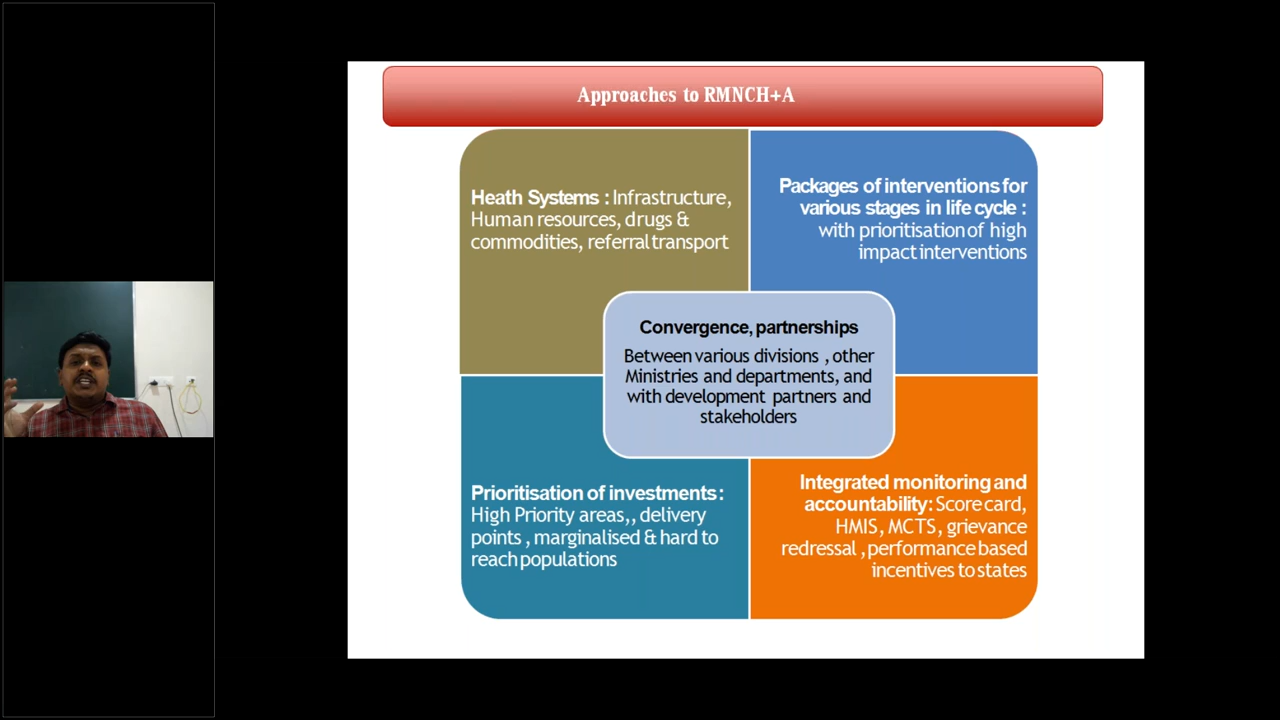 Approaches to RMNCH+A
Heath Systems : Infrastructure,
Human resources, drugs &
commodities, referral transport
Packages of interventions for
various stages in life cycle :
with prioritisation of high
impact interventions
Convergence, partnerships
Between various divisions , other
Ministries and departments, and
with development partners and
stakeholders
Prioritisation of investments :
High Priority areas,, delivery
points , marginalised & hard to
reach populations
Integrated monitoring and
accountability: Score card,
HMIS, MCTS, grievance
redressal , performance based
incentives to states